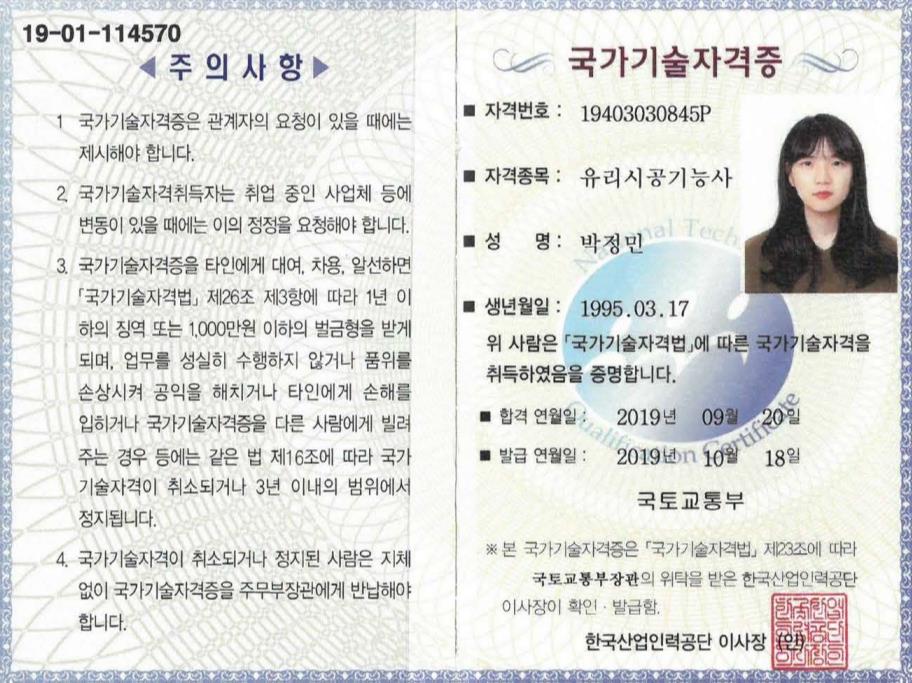 19-01-114570
◀ 주의사항 ▶
1 국가기술자격증은 관계자의 요청이 있을 때에는
제시해야 합니다.
2. 국가기술자격취득자는 취업 중인 사업체 등에
변동이 있을 때에는 이의 정정을 요청해야 합니다.
3. 국가기술자격증을 타인에게 대여, 차용, 알선하면
「국가기술자격법」 제26조 제3항에 따라 1년 이
하의 징역 또는 1,000만원 이하의 벌금형을 받게
되며, 업무를 성실히 수행하지 않거나 품위를
손상시켜 공익을 해치거나 타인에게 손해를
입히거나 국가기술자격증을 다른 사람에게 빌려
주는 경우 등에는 같은 법 제16조에 따라 국가
기술자격이 취소되거나 3년 이내의 범위에서
정지됩니다.
4. 국가기술자격이 취소되거나 정지된 사람은 지체
없이 국가기술자격증을 주무부장관에게 반납해야
합니다.
국가기술자격증
■ 자격번호 : 19403030845P
■ 자격종목 : 유리시공기능사
■ 성 명 : 박정민
■ 생년월일 : 1995.03.17
위 사람은 「국가기술자격법」에 따른 국가기술자격을
취득하였음을 증명합니다.
■ 합격 연월일 : 2019년 09월 20일
■ 발급 연월일 : 2019년 10월 18일
국토교통부
※ 본 국가기술자격증은 「국가기술자격법」 제23조에 따라
국토교통부장관의 위탁을 받은 한국산업인력공단
이사장이 확인·발급함.
한국산업인력공단 이사장 (인)
National Tech
Qualification Certificate